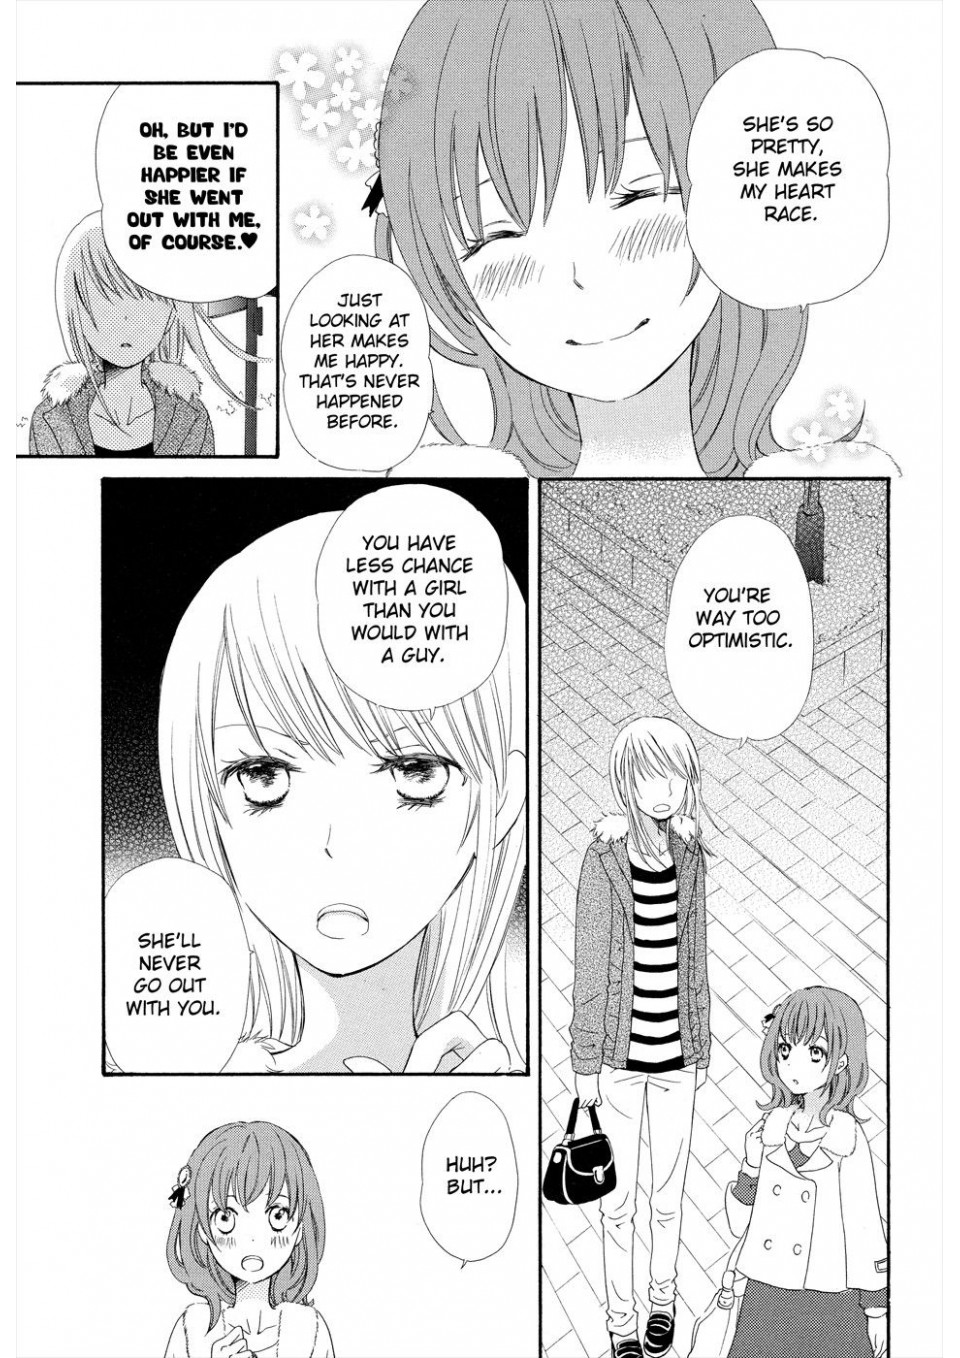 SHE'S SO
PRETTY,
SHE MAKES
MY HEART
RACE.
JUST
LOOKING AT
HER MAKES
ME HAPPY.
THAT'S NEVER
HAPPENED
BEFORE.
OH, BUT I'D
BE EVEN
HAPPIER IF
SHE WENT
OUT WITH ME,
OF COURSE.♥
YOU'RE
WAY TOO
OPTIMISTIC.
YOU HAVE
LESS CHANCE
WITH A GIRL
THAN YOU
WOULD WITH
A GUY.
SHE'LL
NEVER
GO OUT
WITH YOU.
HUH?
BUT...